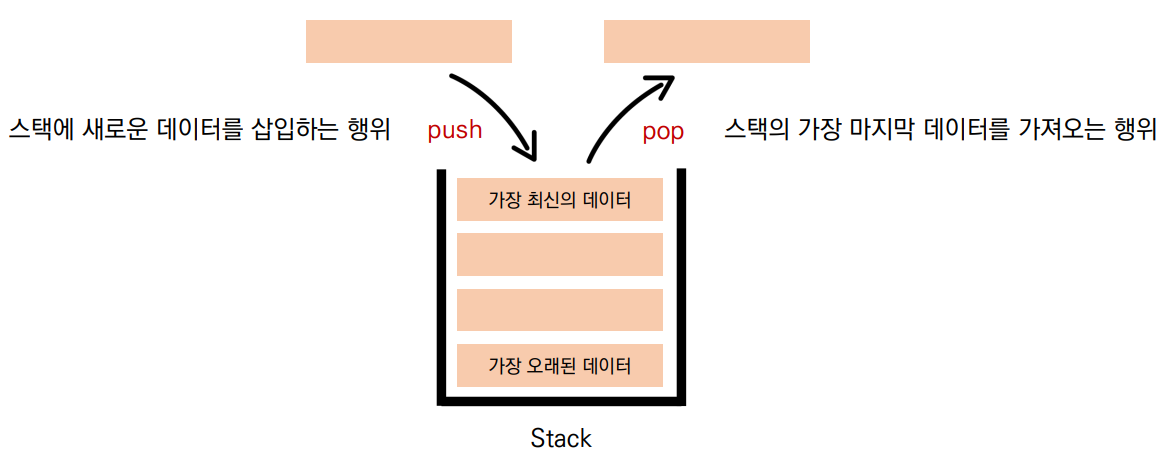 스택에 새로운 데이터를 삽입하는 행위
push
pop
스택의 가장 마지막 데이터를 가져오는 행위
가장 최신의 데이터
가장 오래된 데이터
Stack